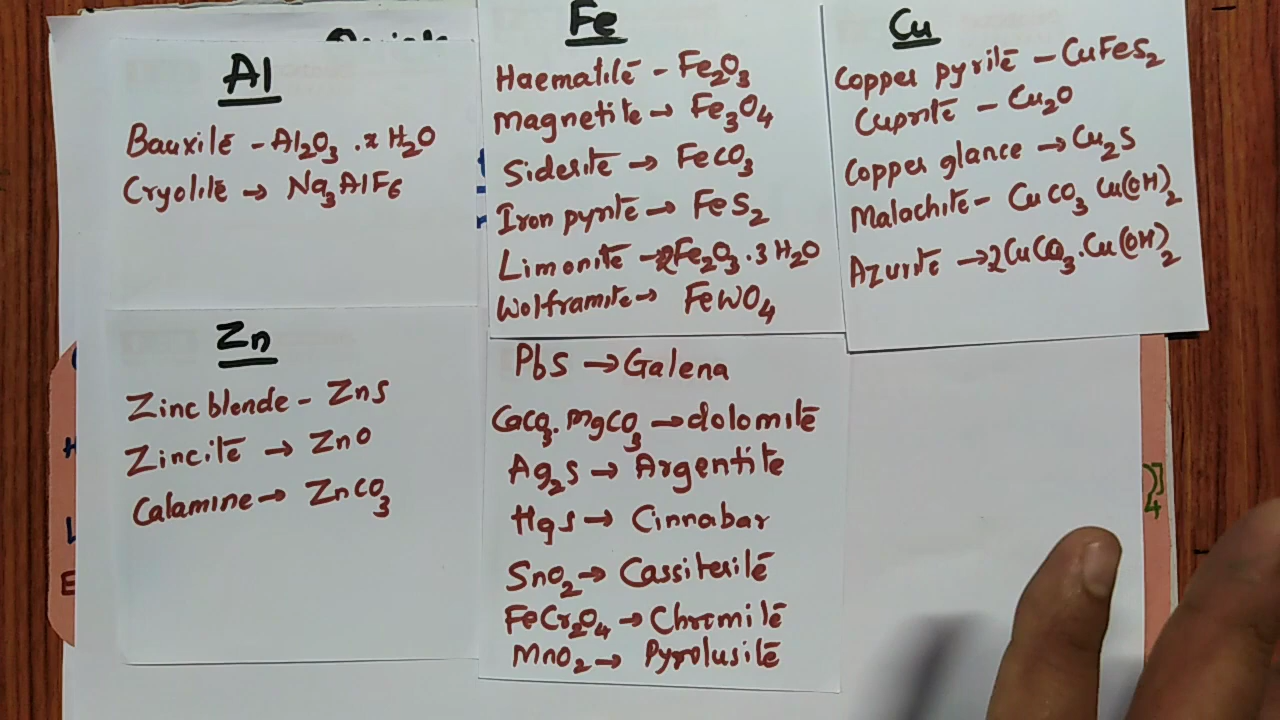 Al
Bauxite - Al2O3 . x H2O
Cryolite → Na3AlF6
Zn
Zinc blende - ZnS
Zincite → ZnO
Calamine → ZnCO3
Fe
Haematite - Fe2O3
Magnetite → Fe3O4
Siderite → FeCO3
Iron pyrite → FeS2
Limonite → 2Fe2O3 . 3H2O
Wolframite → FeWO4
PbS → Galena
CaCO3 . MgCO3 → dolomite
Ag2S → Argentite
HgS → Cinnabar
SnO2 → Cassiterite
FeCr2O4 → Chromite
MnO2 → Pyrolusite
Cu
Copper pyrite - CuFeS2
Cuprite - Cu2O
Copper glance → Cu2S
Malachite - CuCO3 Cu(OH)2
Azurite → 2CuCO3 . Cu(OH)2